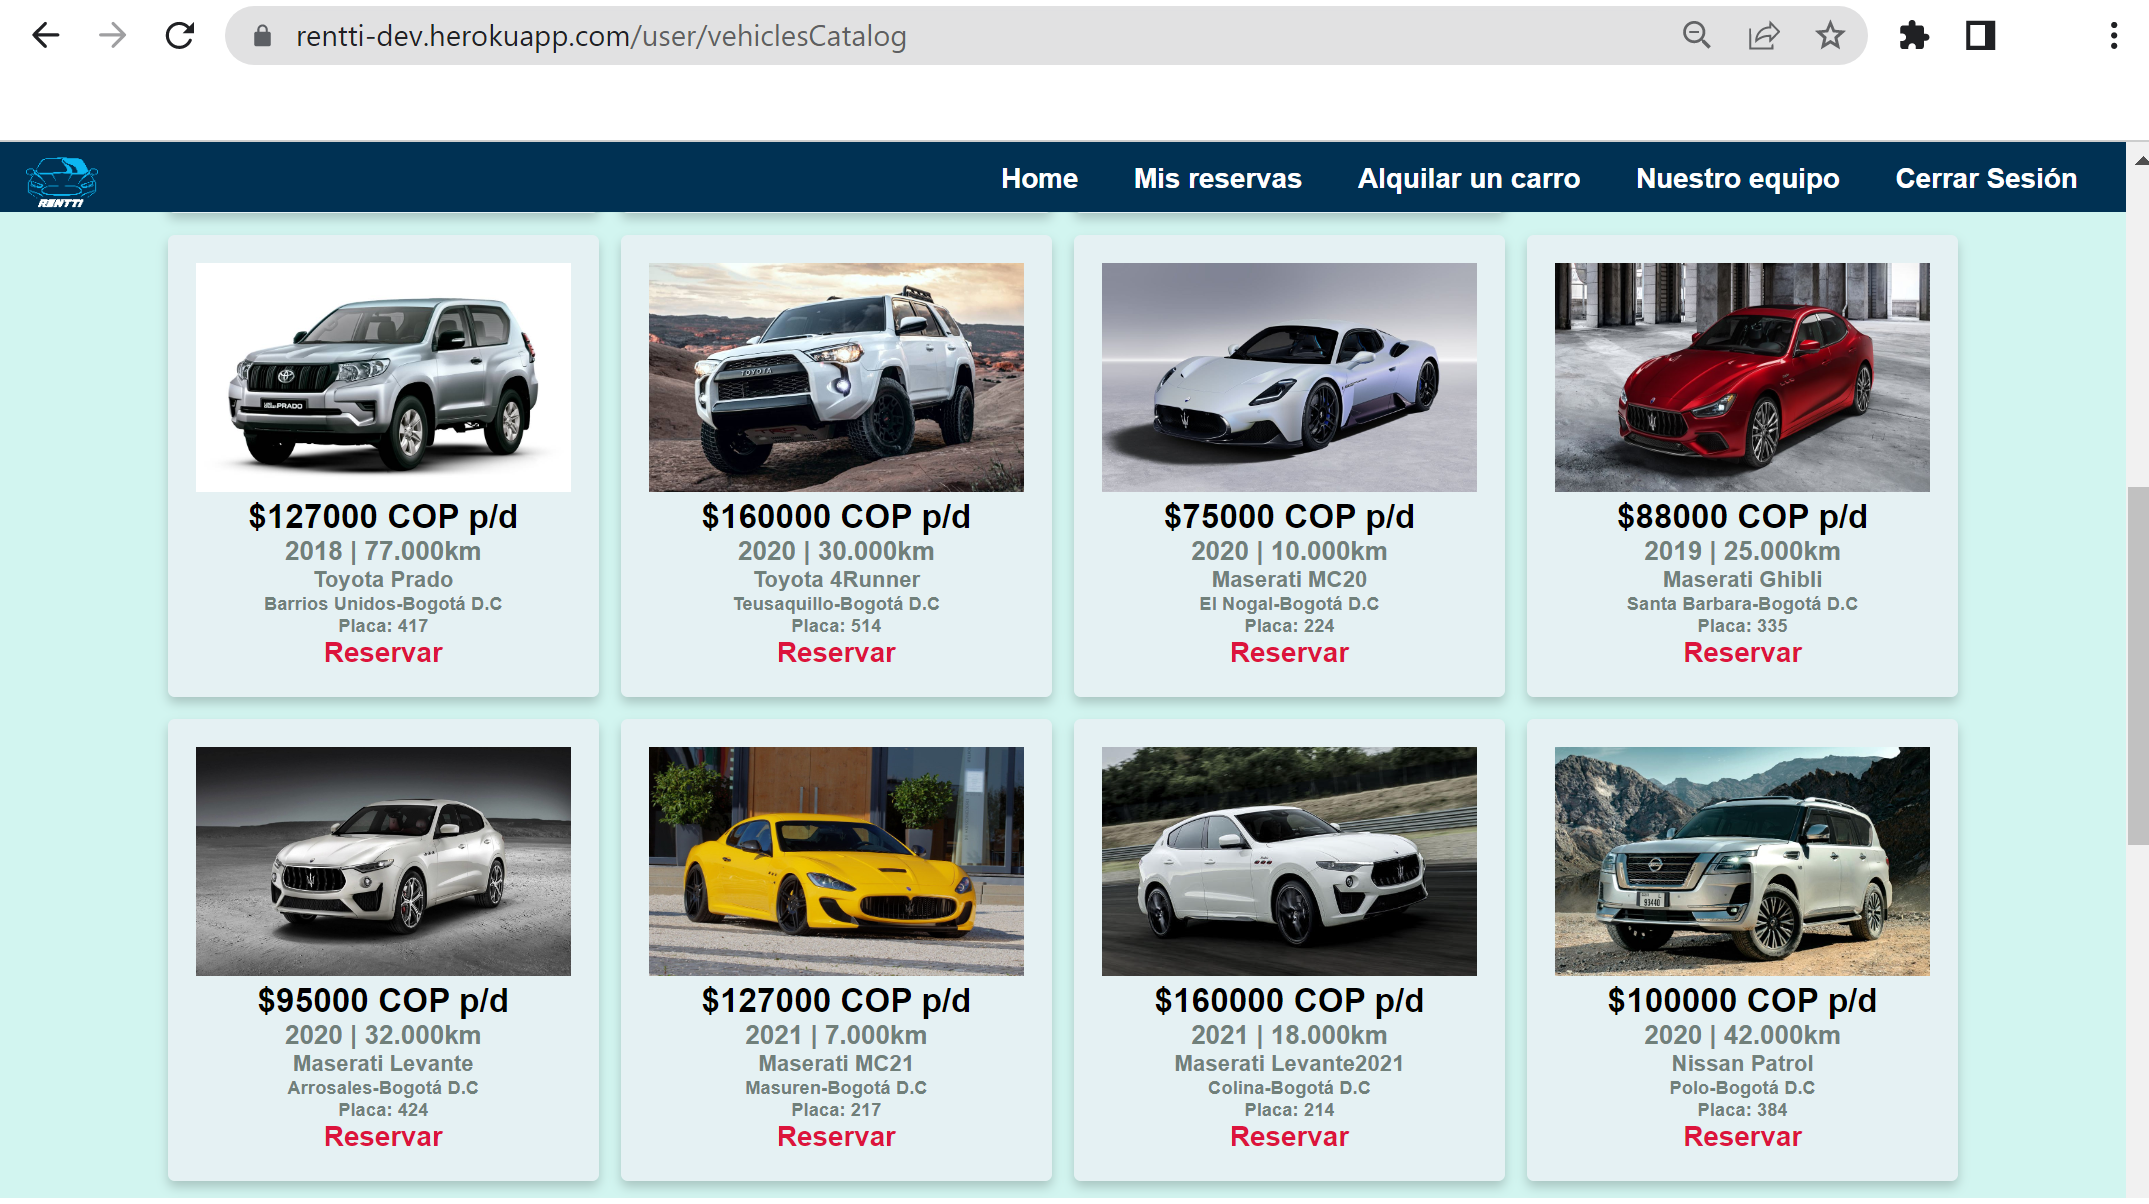 rentti-dev.herokuapp.com/user/vehiclesCatalog
RENTTI
Home Mis reservas Alquilar un carro Nuestro equipo Cerrar Sesión
PRADO
TOYOTA
$127000 COP p/d
2018 | 77.000km
Toyota Prado
Barrios Unidos-Bogotá D.C
Placa: 417
Reservar
$160000 COP p/d
2020 | 30.000km
Toyota 4Runner
Teusaquillo-Bogotá D.C
Placa: 514
Reservar
$75000 COP p/d
2020 | 10.000km
Maserati MC20
El Nogal-Bogotá D.C
Placa: 224
Reservar
$88000 COP p/d
2019 | 25.000km
Maserati Ghibli
Santa Barbara-Bogotá D.C
Placa: 335
Reservar
$95000 COP p/d
2020 | 32.000km
Maserati Levante
Arrosales-Bogotá D.C
Placa: 424
Reservar
$127000 COP p/d
2021 | 7.000km
Maserati MC21
Masuren-Bogotá D.C
Placa: 217
Reservar
$160000 COP p/d
2021 | 18.000km
Maserati Levante2021
Colina-Bogotá D.C
Placa: 214
Reservar
93440
$100000 COP p/d
2020 | 42.000km
Nissan Patrol
Polo-Bogotá D.C
Placa: 384
Reservar